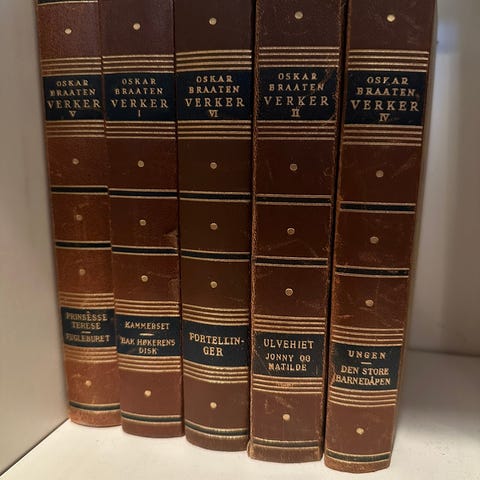 OSKAR
BRAATEN
VERKER
V
PRINSESSE
TERESE
FUGLEBURET
OSKAR
BRAATEN
VERKER
I
KAMMERSET
BAK HØKERENS
DISK
OSKAR
BRAATEN
VERKER
VI
FORTELLIN-
GER
OSKAR
BRAATEN
VERKER
II
ULVEHIET
JONNY OG
MATILDE
OSKAR
BRAATEN
VERKER
IV
UNGEN
DEN STORE
BARNEDÅPEN